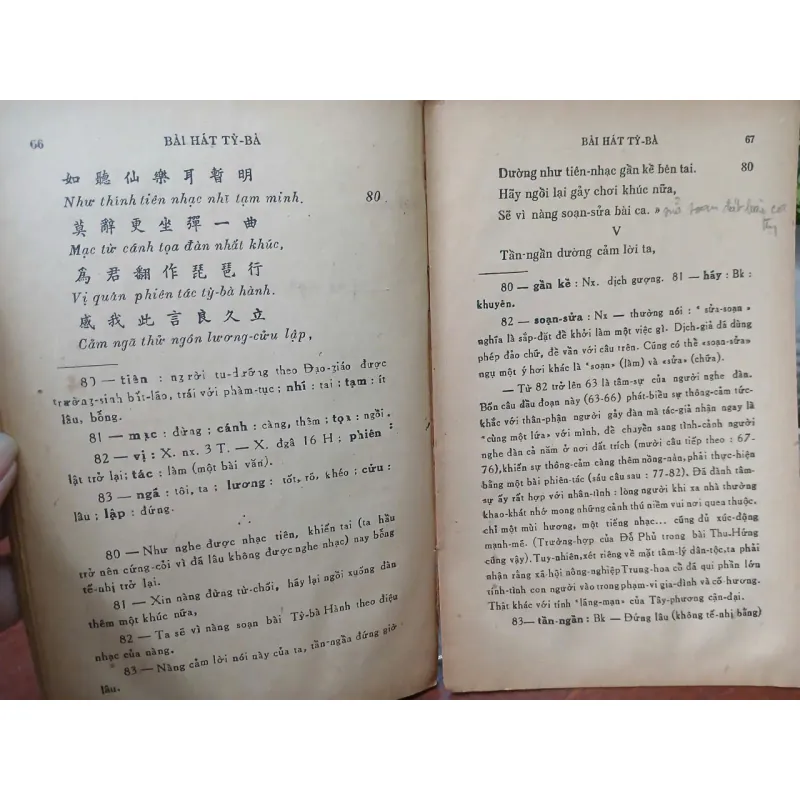 66
BÀI HÁT TỲ-BÀ
如聽仙樂耳暫明
Như thính tiên nhạc nhĩ tạm minh. 80
莫辭更坐彈一曲
Mạc từ cánh tọa đàn nhất khúc,
為君翻作琵琶行
Vị quân phiên tác tỳ-bà hành.
感我此言良久立
Cảm ngã thử ngôn lương-cửu lập,
80 — tiên : người tu-dưỡng theo Đạo-giáo được
trường-sinh bất-lão, trái với phàm-tục ; nhĩ : tai ; tạm : ít
lâu, bỗng.
81 — mạc : đừng ; cánh : càng, thêm ; tọa : ngồi.
82 — vị : X. nx. 3 T. — X. dgâ 16 H ; phiên :
lật trở lại ; tác : làm (một bài văn).
83 — ngã : tôi, ta ; lương : tốt, rõ, khéo ; cửu :
lâu ; lập : đứng.
80 — Như nghe được nhạc tiên, khiến tai (ta hầu
trở nên cứng-cỏi vì đã lâu không được nghe nhạc) nay bỗng
tế-nhị trở lại.
81 — Xin nàng đừng từ-chối, hãy lại ngồi xuống đàn
thêm một khúc nữa,
82 — Ta sẽ vì nàng soạn bài Tỳ-bà Hành theo điệu
nhạc của nàng.
83 — Nàng cảm lời nói này của ta, tần-ngần đứng giờ
lâu.
BÀI HÁT TỲ-BÀ
67
Dường như tiên-nhạc gần kề bên tai. 80
Hãy ngồi lại gảy chơi khúc nữa,
Sẽ vì nàng soạn-sửa bài ca. »
V
Tần-ngần dường cảm lời ta,
80 — gần kề : Nx. dịch gượng. 81 — hãy : Bk :
khuyên.
82 — soạn-sửa : Nx — thường nói : "sửa-soạn"
nghĩa là sắp-đặt để khởi làm một việc gì. Dịch-giả đã dùng
phép đảo chữ, để vần với câu trên. Cũng có thể «soạn-sửa»
ngụ một ý hơi khác là "soạn" (làm) và «sửa» (chữa).
— Từ 82 trở lên 63 là tâm-sự của người nghe đàn.
Bốn câu đầu đoạn này (63-66) phát-biểu sự thông-cảm tức-
khắc với thân-phận người gảy đàn mà tác-giả nhận ngay là
"cùng một lứa" với mình, để chuyển sang tình-cảnh người
nghe đàn cả năm ở nơi đất trích (mười câu tiếp theo : 67-
76), khiến sự thông-cảm càng thêm nồng-nàn, phải thực-hiện
bằng một bài phiên-tác (sáu câu sau : 77-82). Đã dành tâm-
sự ấy rất hợp với nhân-tình : lòng người khi xa nhà thường
khao-khát nhớ mong những cảnh thú niềm vui nơi quen thuộc.
chỉ một mùi hương, một tiếng nhạc... cũng đủ xúc-động
mạnh-mẽ. (Trường-hợp của Đỗ Phủ trong bài Thu-Hứng
cũng vậy). Tuy-nhiên, xét riêng về mặt tâm-lý dân-tộc, ta phải
nhận rằng xã-hội nông-nghiệp Trung-hoa cổ đã qui phần lớn
tình-tình con người vào trong phạm-vi gia-đình và cố hương.
Thật khác với tính "lãng-mạn" của Tây-phương cận-đại.
83— tần-ngần : Bk — Đứng lâu (không tế-nhị bằng)